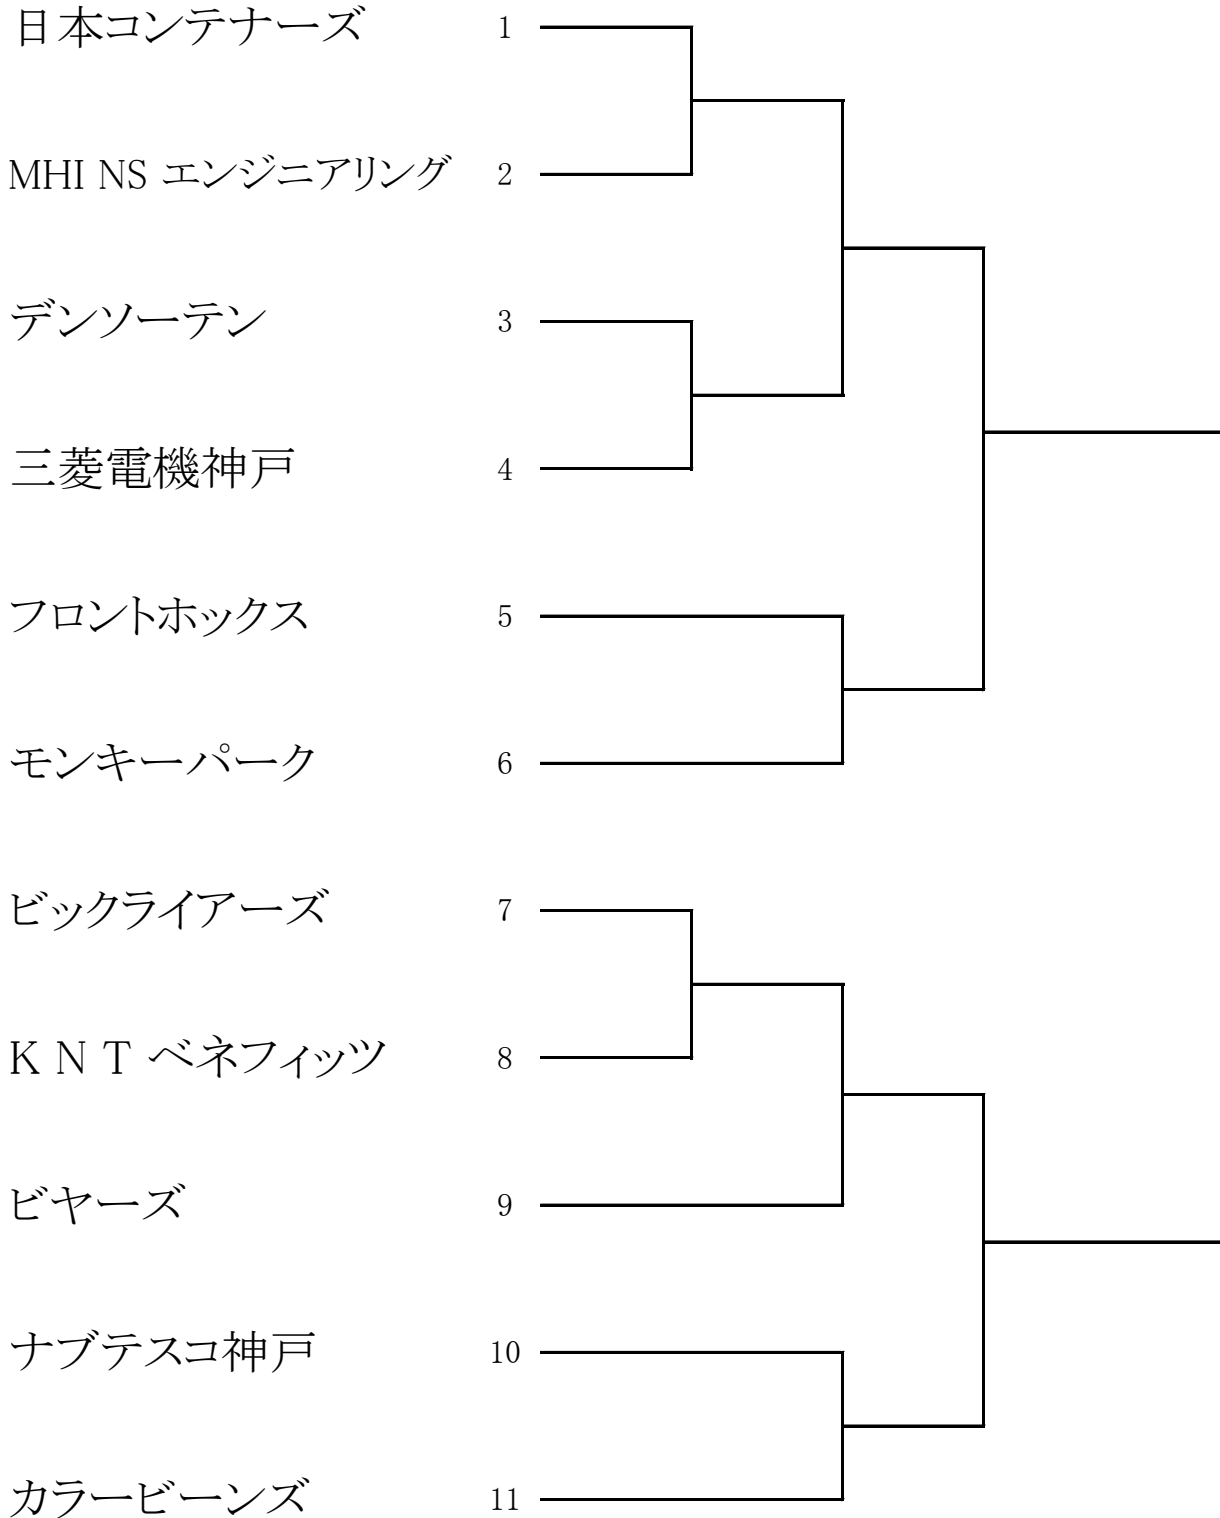 日本コンテナーズ 1
MHI NS エンジニアリング 2
デンソーテン 3
三菱電機神戸 4
フロントホックス 5
モンキーパーク 6
ビックライアーズ 7
K N T ベネフィッツ 8
ビヤーズ 9
ナブテスコ神戸 10
カラービーンズ 11